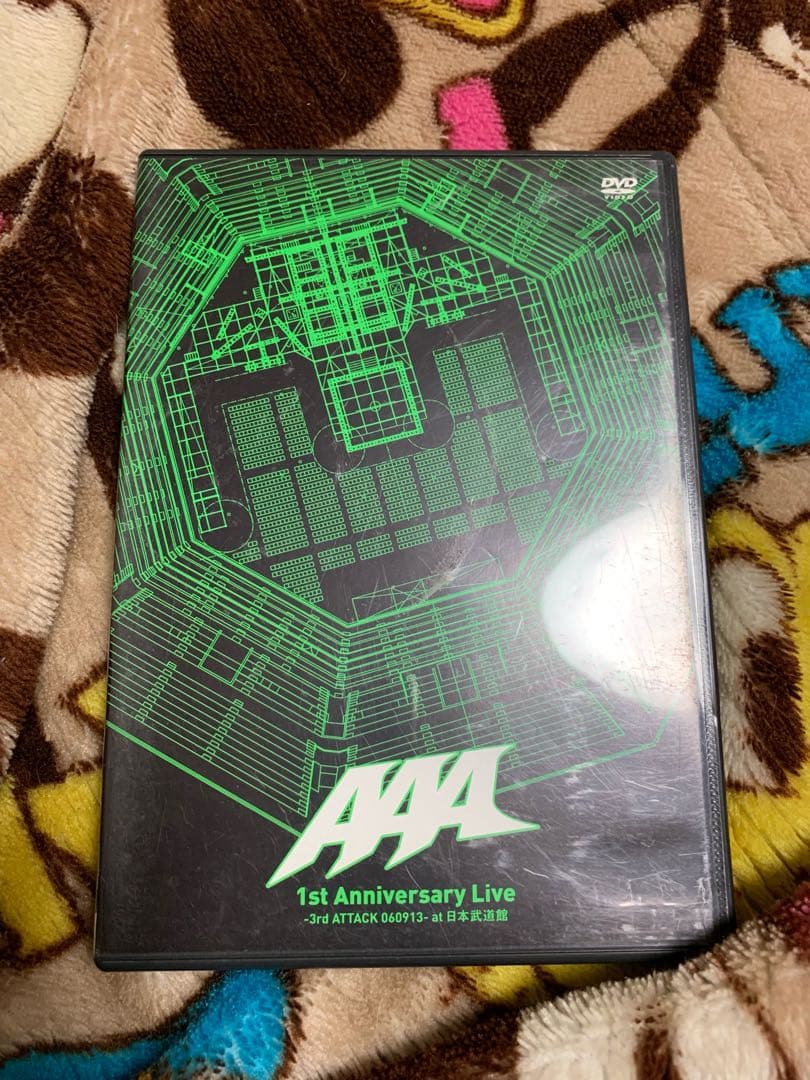 DVD
VIDEO
AAA
1st Anniversary Live
-3rd ATTACK 060913- at 日本武道館